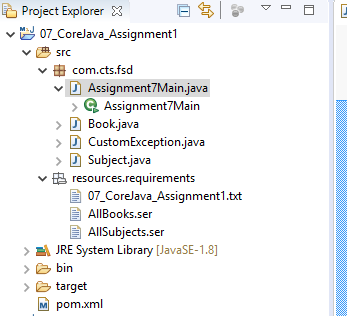 Project Explorer
07_CoreJava_Assignment1
src
com.cts.fsd
Assignment7Main.java
Assignment7Main
Book.java
CustomException.java
Subject.java
resources.requirements
07_CoreJava_Assignment1.txt
AllBooks.ser
AllSubjects.ser
JRE System Library [JavaSE-1.8]
bin
target
pom.xml